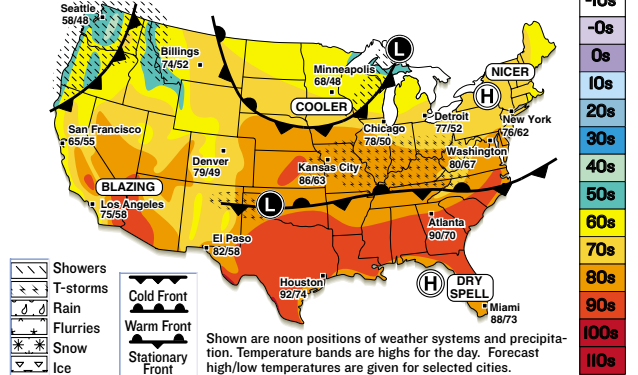 -10s
Seattle
58/48
-0s
0s
Billings
74/52
L
Minneapolis
68/48
NICER
H
10s
COOLER
20s
San Francisco
65/55
Chicago
78/50
Detroit
77/52
New York
76/62
30s
Denver
79/49
Kansas City
86/63
Washington
80/67
40s
BLAZING
Los Angeles
75/58
L
50s
Atlanta
90/70
60s
El Paso
82/58
70s
Houston
92/74
H
DRY
SPELL
Miami
88/73
80s
90s
100s
110s
Showers
T-storms
Rain
Flurries
Snow
Ice
Cold Front
Warm Front
Stationary
Front
Shown are noon positions of weather systems and precipita-
tion. Temperature bands are highs for the day. Forecast
high/low temperatures are given for selected cities.